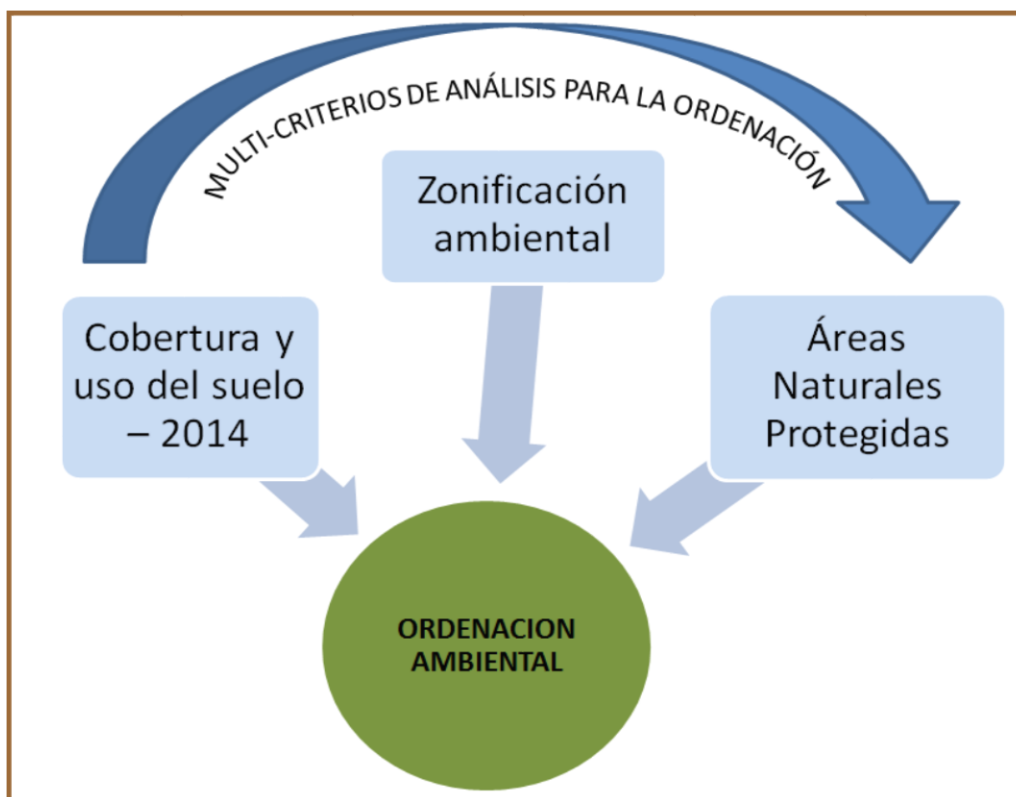 MULTI-CRITERIOS DE ANÁLISIS PARA LA ORDENACIÓN
Zonificación
ambiental
Cobertura y
uso del suelo
– 2014
Áreas
Naturales
Protegidas
ORDENACION
AMBIENTAL